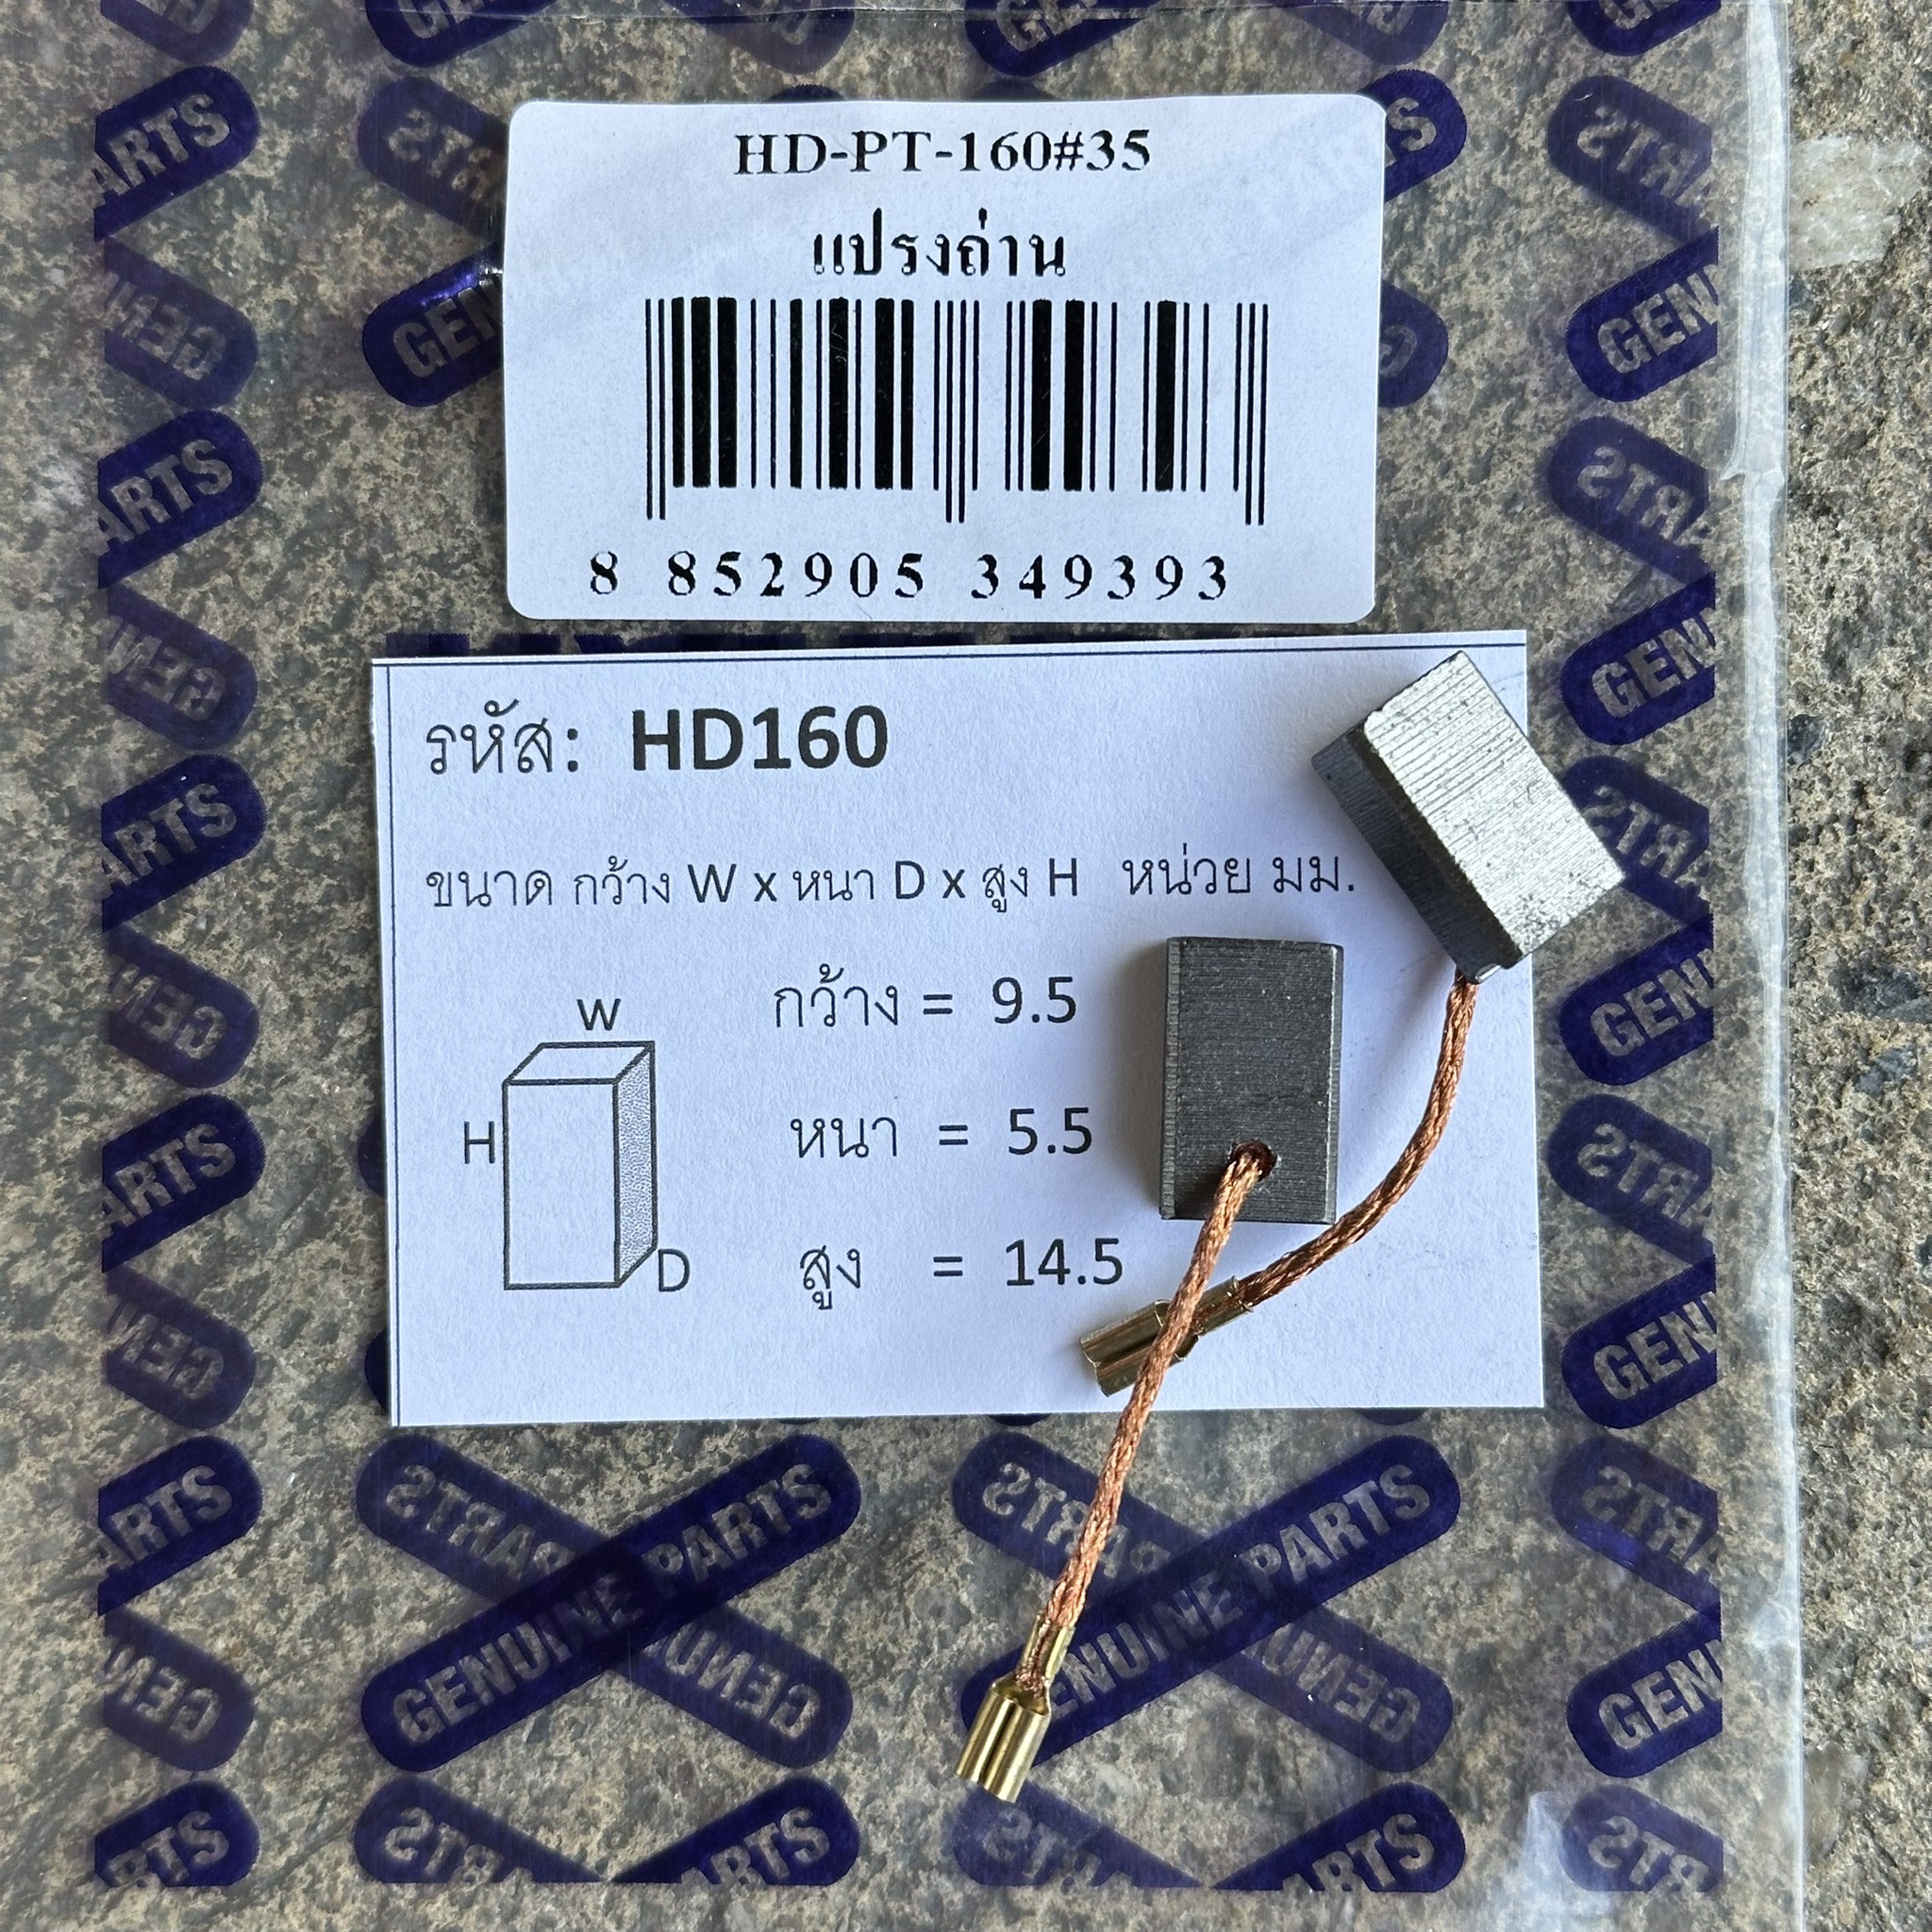 HD-PT-160#35
แปรงถ่าน
8 852905 349393
รหัส: HD160
ขนาด กว้าง W x หนา D x สูง H หน่วย มม.
กว้าง = 9.5
W
หนา = 5.5
H
สูง = 14.5
D
GENUINE PARTS
GENUINE PARTS